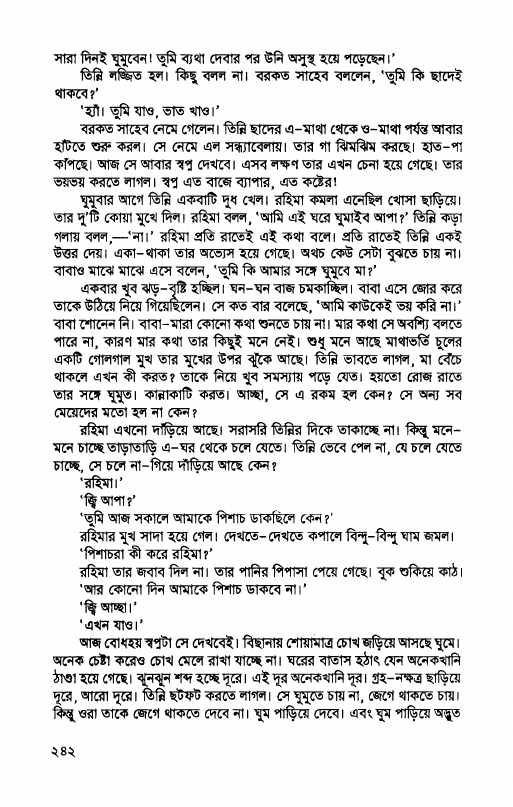 সারা দিনই ঘুমুবেন! তুমি ব্যথা দেবার পর উনি অসুস্থ হয়ে পড়েছেন।’
তিন্নি লজ্জিত হল। কিছু বলল না। বরকত সাহেব বললেন, ‘তুমি কি ছাদেই
থাকবে?’
‘হ্যাঁ। তুমি যাও, ভাত খাও।’
বরকত সাহেব নেমে গেলেন। তিন্নি ছাদের এ-মাথা থেকে ও-মাথা পর্যন্ত আবার
হাঁটতে শুরু করল। সে নেমে এল সন্ধ্যাবেলায়। তার গা ঝিমঝিম করছে। হাত-পা
কাঁপছে। আজ সে আবার স্বপ্ন দেখবে। এসব লক্ষণ তার এখন চেনা হয়ে গেছে। তার
ভয়ভয় করতে লাগল। স্বপ্ন এত বাজে ব্যাপার, এত কষ্টের!
ঘুমুবার আগে তিন্নি একবাটি দুধ খেল। রহিমা কমলা এনেছিল খোসা ছাড়িয়ে।
তার দু’টি কোয়া মুখে দিল। রহিমা বলল, ‘আমি এই ঘরে ঘুমাইব আপা?’ তিন্নি কড়া
গলায় বলল,—‘না।’ রহিমা প্রতি রাতেই এই কথা বলে। প্রতি রাতেই তিন্নি একই
উত্তর দেয়। একা-থাকা তার অভ্যেস হয়ে গেছে। অথচ কেউ সেটা বুঝতে চায় না।
বাবাও মাঝে মাঝে এসে বলেন, ‘তুমি কি আমার সঙ্গে ঘুমুবে মা?’
একবার খুব ঝড়-বৃষ্টি হচ্ছিল। ঘন-ঘন বাজ চমকাচ্ছিল। বাবা এসে জোর করে
তাকে উঠিয়ে নিয়ে গিয়েছিলেন। সে কত বার বলেছে, ‘আমি কাউকেই ভয় করি না।’
বাবা শোনেন নি। বাবা-মারা কোনো কথা শুনতে চায় না। মার কথা সে অবশ্যি বলতে
পারে না, কারণ মার কথা তার কিছুই মনে নেই। শুধু মনে আছে মাথাভর্তি চুলের
একটি গোলগাল মুখ তার মুখের উপর ঝুঁকে আছে। তিন্নি ভাবতে লাগল, মা বেঁচে
থাকলে এখন কী করত? তাকে নিয়ে খুব সমস্যায় পড়ে যেত। হয়তো রোজ রাতে
তার সঙ্গে ঘুমুত। কান্নাকাটি করত। আচ্ছা, সে এ রকম হল কেন? সে অন্য সব
মেয়েদের মতো হল না কেন?
রহিমা এখনো দাঁড়িয়ে আছে। সরাসরি তিন্নির দিকে তাকাচ্ছে না। কিন্তু মনে-
মনে চাচ্ছে তাড়াতাড়ি এ-ঘর থেকে চলে যেতে। তিন্নি ভেবে পেল না, যে চলে যেতে
চাচ্ছে, সে চলে না-গিয়ে দাঁড়িয়ে আছে কেন?
‘রহিমা।’
‘জ্বি আপা?’
‘তুমি আজ সকালে আমাকে পিশাচ ডাকছিলে কেন?’
রহিমার মুখ সাদা হয়ে গেল। দেখতে-দেখতে কপালে বিন্দু-বিন্দু ঘাম জমল।
‘পিশাচরা কী করে রহিমা?’
রহিমা তার জবাব দিল না। তার পানির পিপাসা পেয়ে গেছে। বুক শুকিয়ে কাঠ।
‘আর কোনো দিন আমাকে পিশাচ ডাকবে না।’
‘জ্বি আচ্ছা।’
‘এখন যাও।’
আজ বোধহয় স্বপ্নটা সে দেখবেই। বিছানায় শোয়ামাত্র চোখ জড়িয়ে আসছে ঘুমে।
অনেক চেষ্টা করেও চোখ মেলে রাখা যাচ্ছে না। ঘরের বাতাস হঠাৎ যেন অনেকখানি
ঠাণ্ডা হয়ে গেছে। ঝুনঝুন শব্দ হচ্ছে দূরে। এই দূর অনেকখানি দূর। গ্রহ-নক্ষত্র ছাড়িয়ে
দূরে, আরো দূরে। তিন্নি ছটফট করতে লাগল। সে ঘুমুতে চায় না, জেগে থাকতে চায়।
কিন্তু ওরা তাকে জেগে থাকতে দেবে না। ঘুম পাড়িয়ে দেবে। এবং ঘুম পাড়িয়ে অদ্ভুত
২৪২